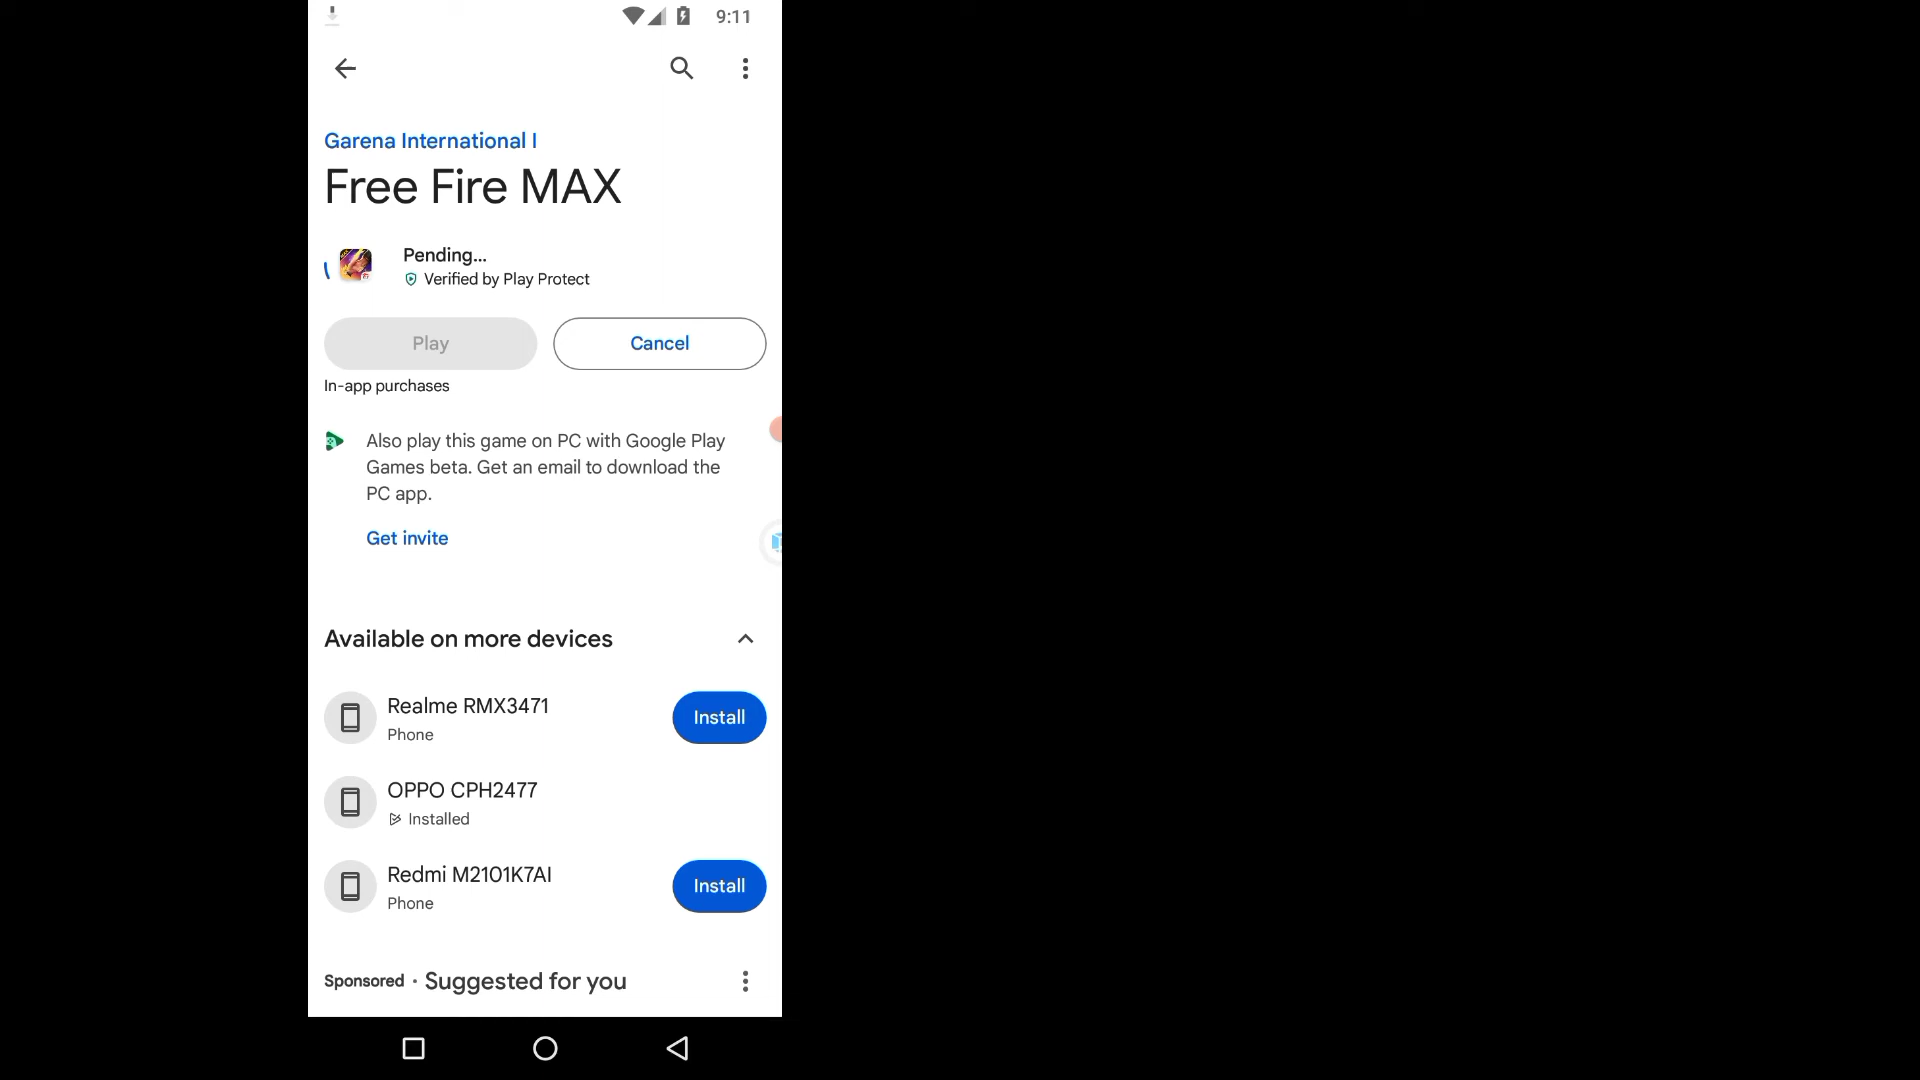 9:11
Garena International I
Free Fire MAX
Pending...
Verified by Play Protect
Play
Cancel
In-app purchases
Also play this game on PC with Google Play
Games beta. Get an email to download the
PC app.
Get invite
Available on more devices
Realme RMX3471
Phone
Install
OPPO CPH2477
Installed
Redmi M2101K7AI
Phone
Install
Sponsored · Suggested for you